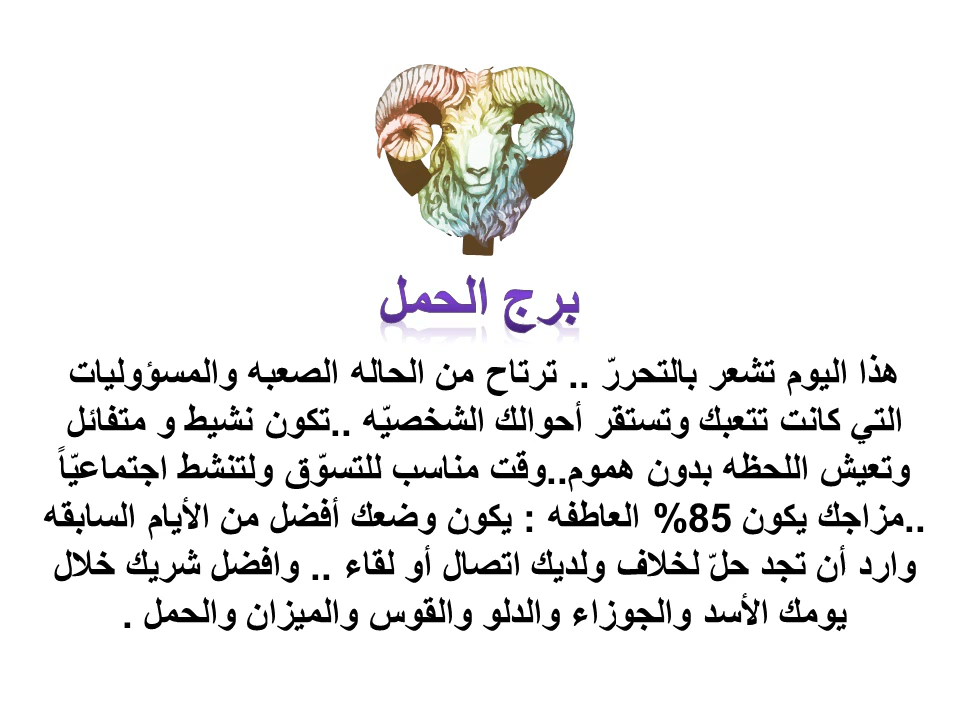 برج الحمل
هذا اليوم تشعر بالتحررّ .. ترتاح من الحاله الصعبه والمسؤوليات
التي كانت تتعبك وتستقر أحوالك الشخصيّه ..تكون نشيط و متفائل
وتعيش اللحظه بدون هموم..وقت مناسب للتسوّق ولتنشط اجتماعيّاً
..مزاجك يكون 85% العاطفه : يكون وضعك أفضل من الأيام السابقه
وارد أن تجد حلّ لخلاف ولديك اتصال أو لقاء .. وافضل شريك خلال
يومك الأسد والجوزاء والدلو والقوس والميزان والحمل .